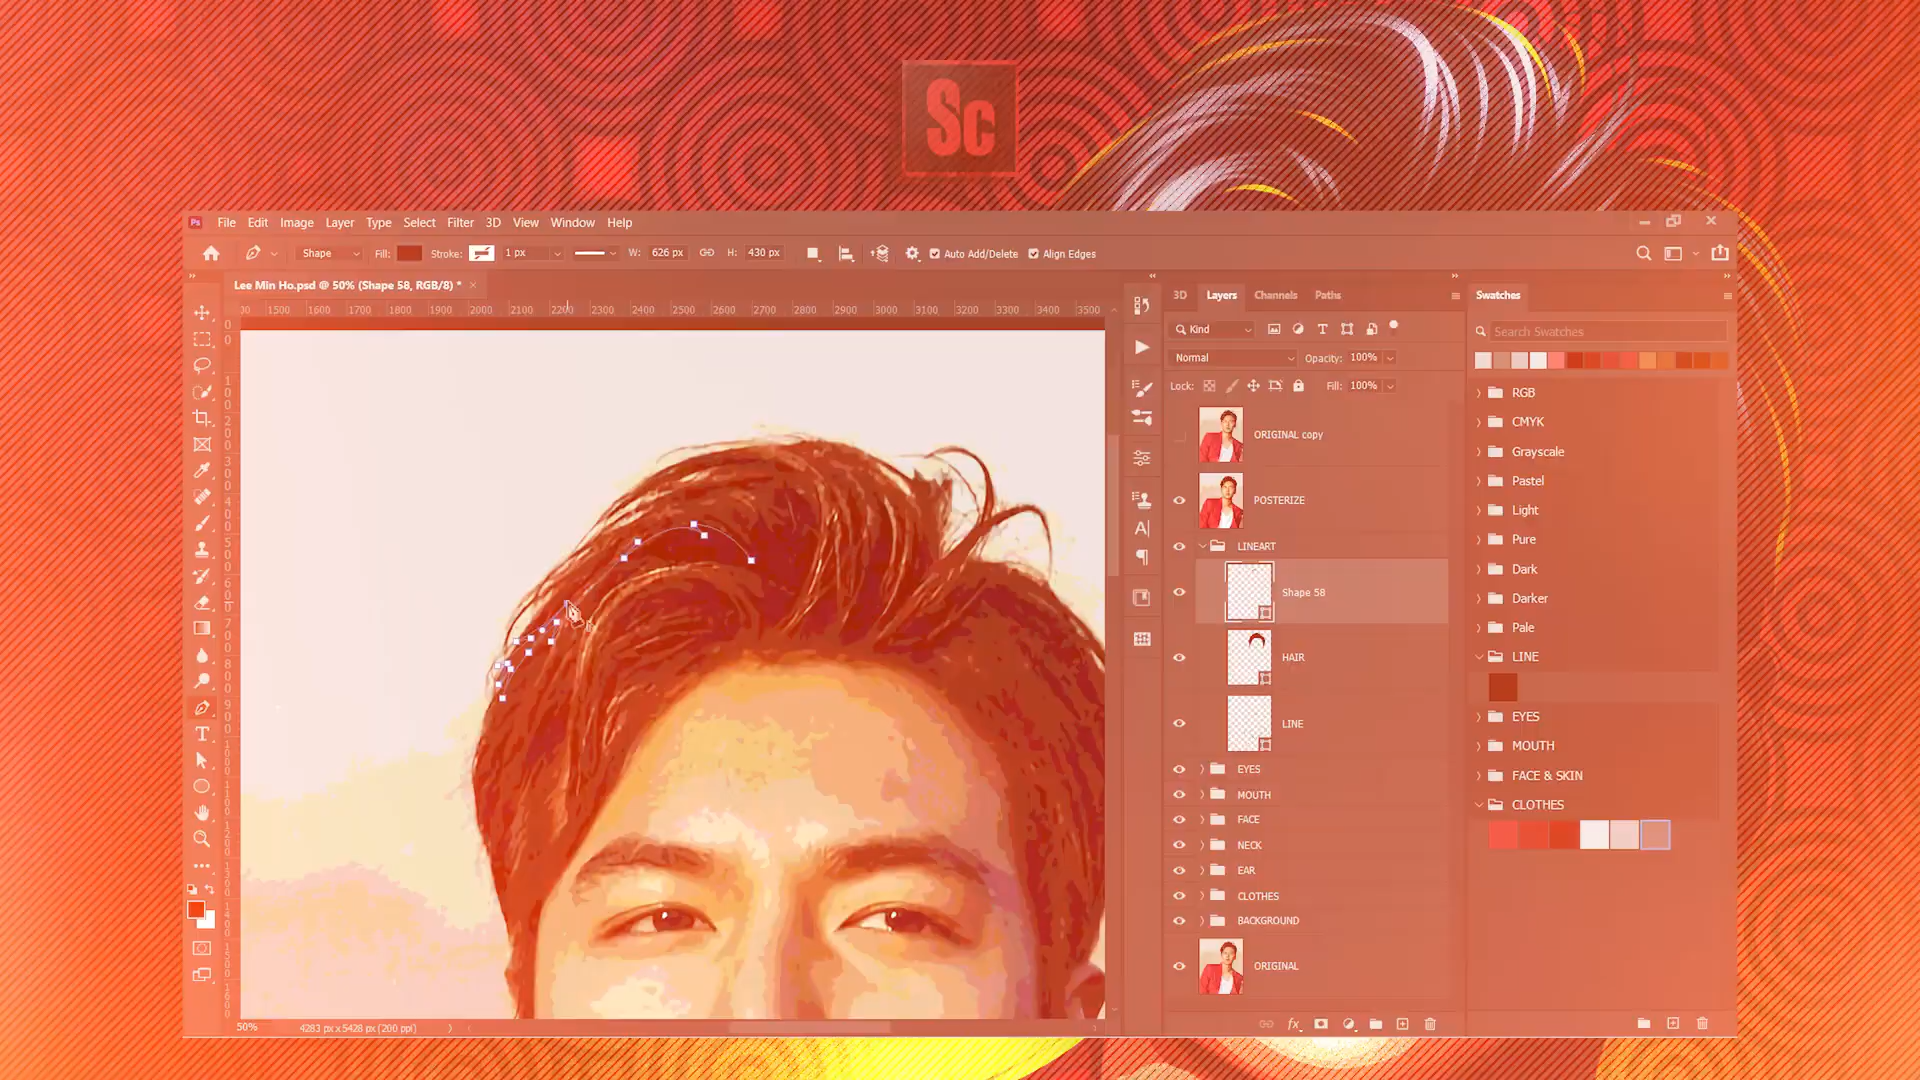 Sc
Ps File Edit Image Layer Type Select Filter 3D View Window Help
Shape Fill: Stroke: 1 px W: 626 px H: 430 px Auto Add/Delete Align Edges
Lee Min Ho.psd @ 50% (Shape 58, RGB/8) *
1500 1600 1700 1800 1900 2000 2100 2200 2300 2400 2500 2600 2700 2800 2900 3000 3100 3200 3300 3400 3500
3D Layers Channels Paths
Kind
Normal Opacity: 100%
Lock: Fill: 100%
ORIGINAL copy
POSTERIZE
LINEART
Shape 58
HAIR
LINE
EYES
MOUTH
FACE
NECK
EAR
CLOTHES
BACKGROUND
ORIGINAL
fx
Swatches
Search Swatches
RGB
CMYK
Grayscale
Pastel
Light
Pure
Dark
Darker
Pale
LINE
EYES
MOUTH
FACE & SKIN
CLOTHES
50% 4283 px x 5428 px (200 ppi)